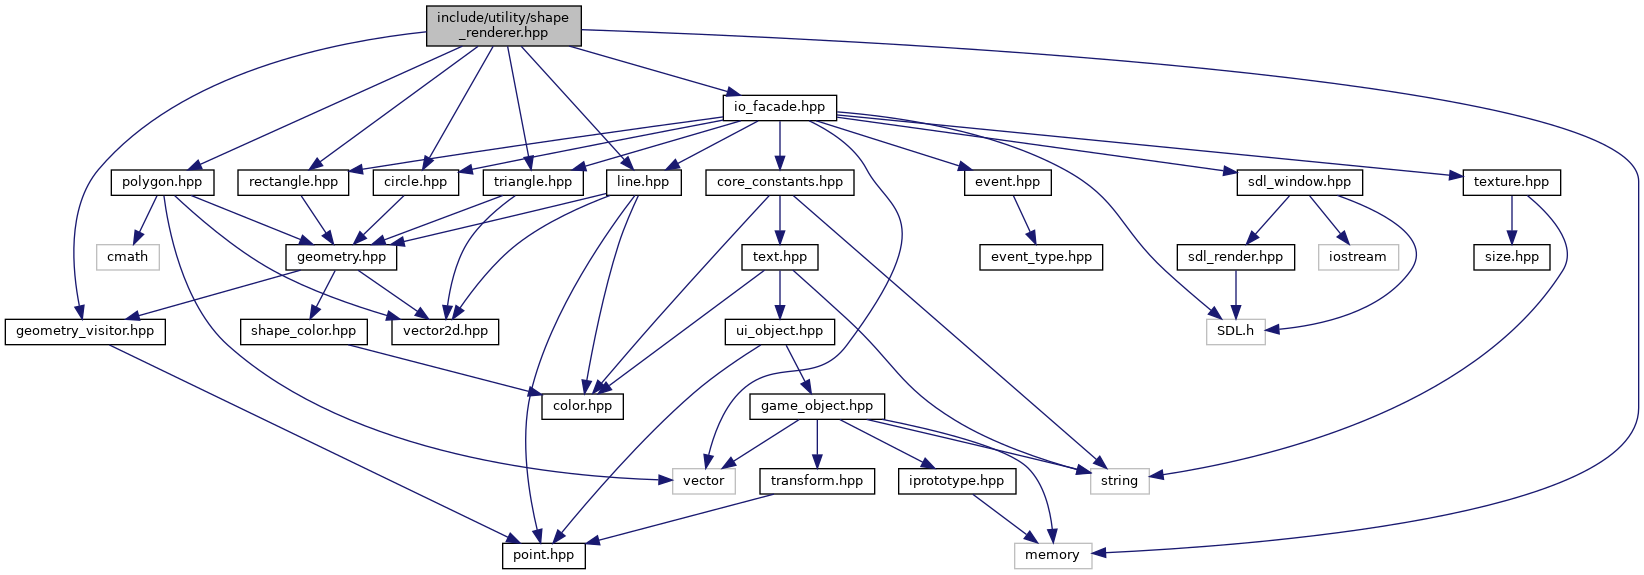 include/utility/shape
_renderer.hpp
io_facade.hpp
polygon.hpp
rectangle.hpp
circle.hpp
triangle.hpp
line.hpp
core_constants.hpp
event.hpp
sdl_window.hpp
texture.hpp
cmath
geometry.hpp
text.hpp
event_type.hpp
sdl_render.hpp
iostream
size.hpp
geometry_visitor.hpp
shape_color.hpp
vector2d.hpp
ui_object.hpp
SDL.h
color.hpp
game_object.hpp
vector
transform.hpp
iprototype.hpp
string
point.hpp
memory